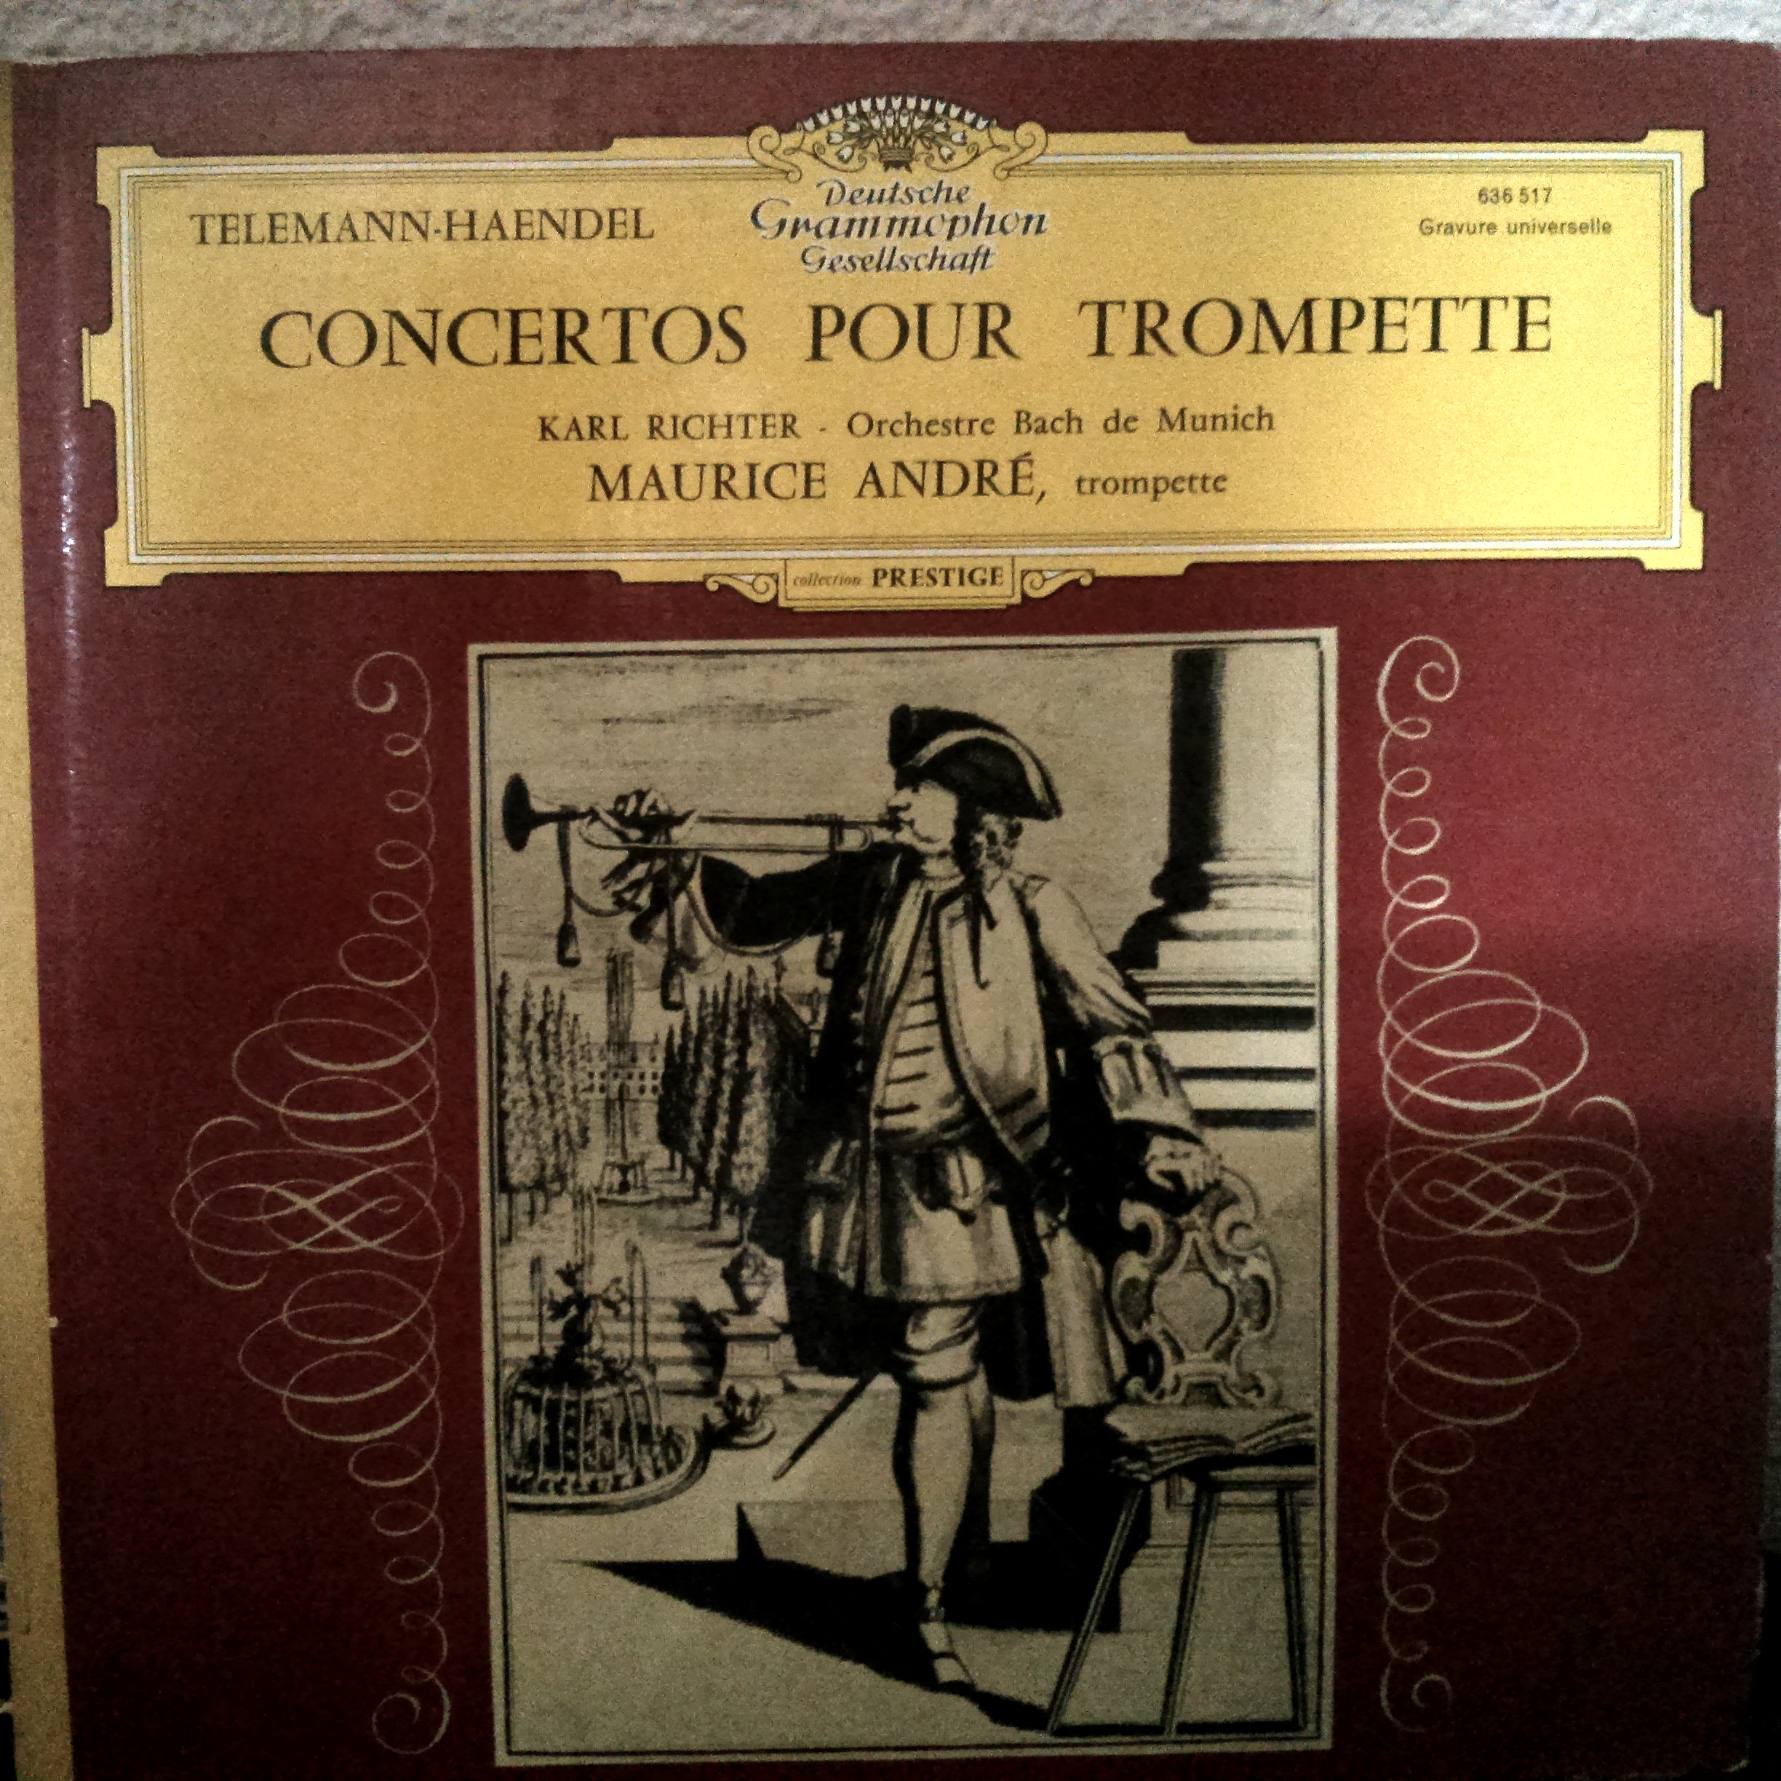 TELEMANN-HAENDEL
Deutsche
Grammophon
Gesellschaft
636 517
Gravure universelle
CONCERTOS POUR TROMPETTE
KARL RICHTER - Orchestre Bach de Munich
MAURICE ANDRÉ, trompette
collection PRESTIGE